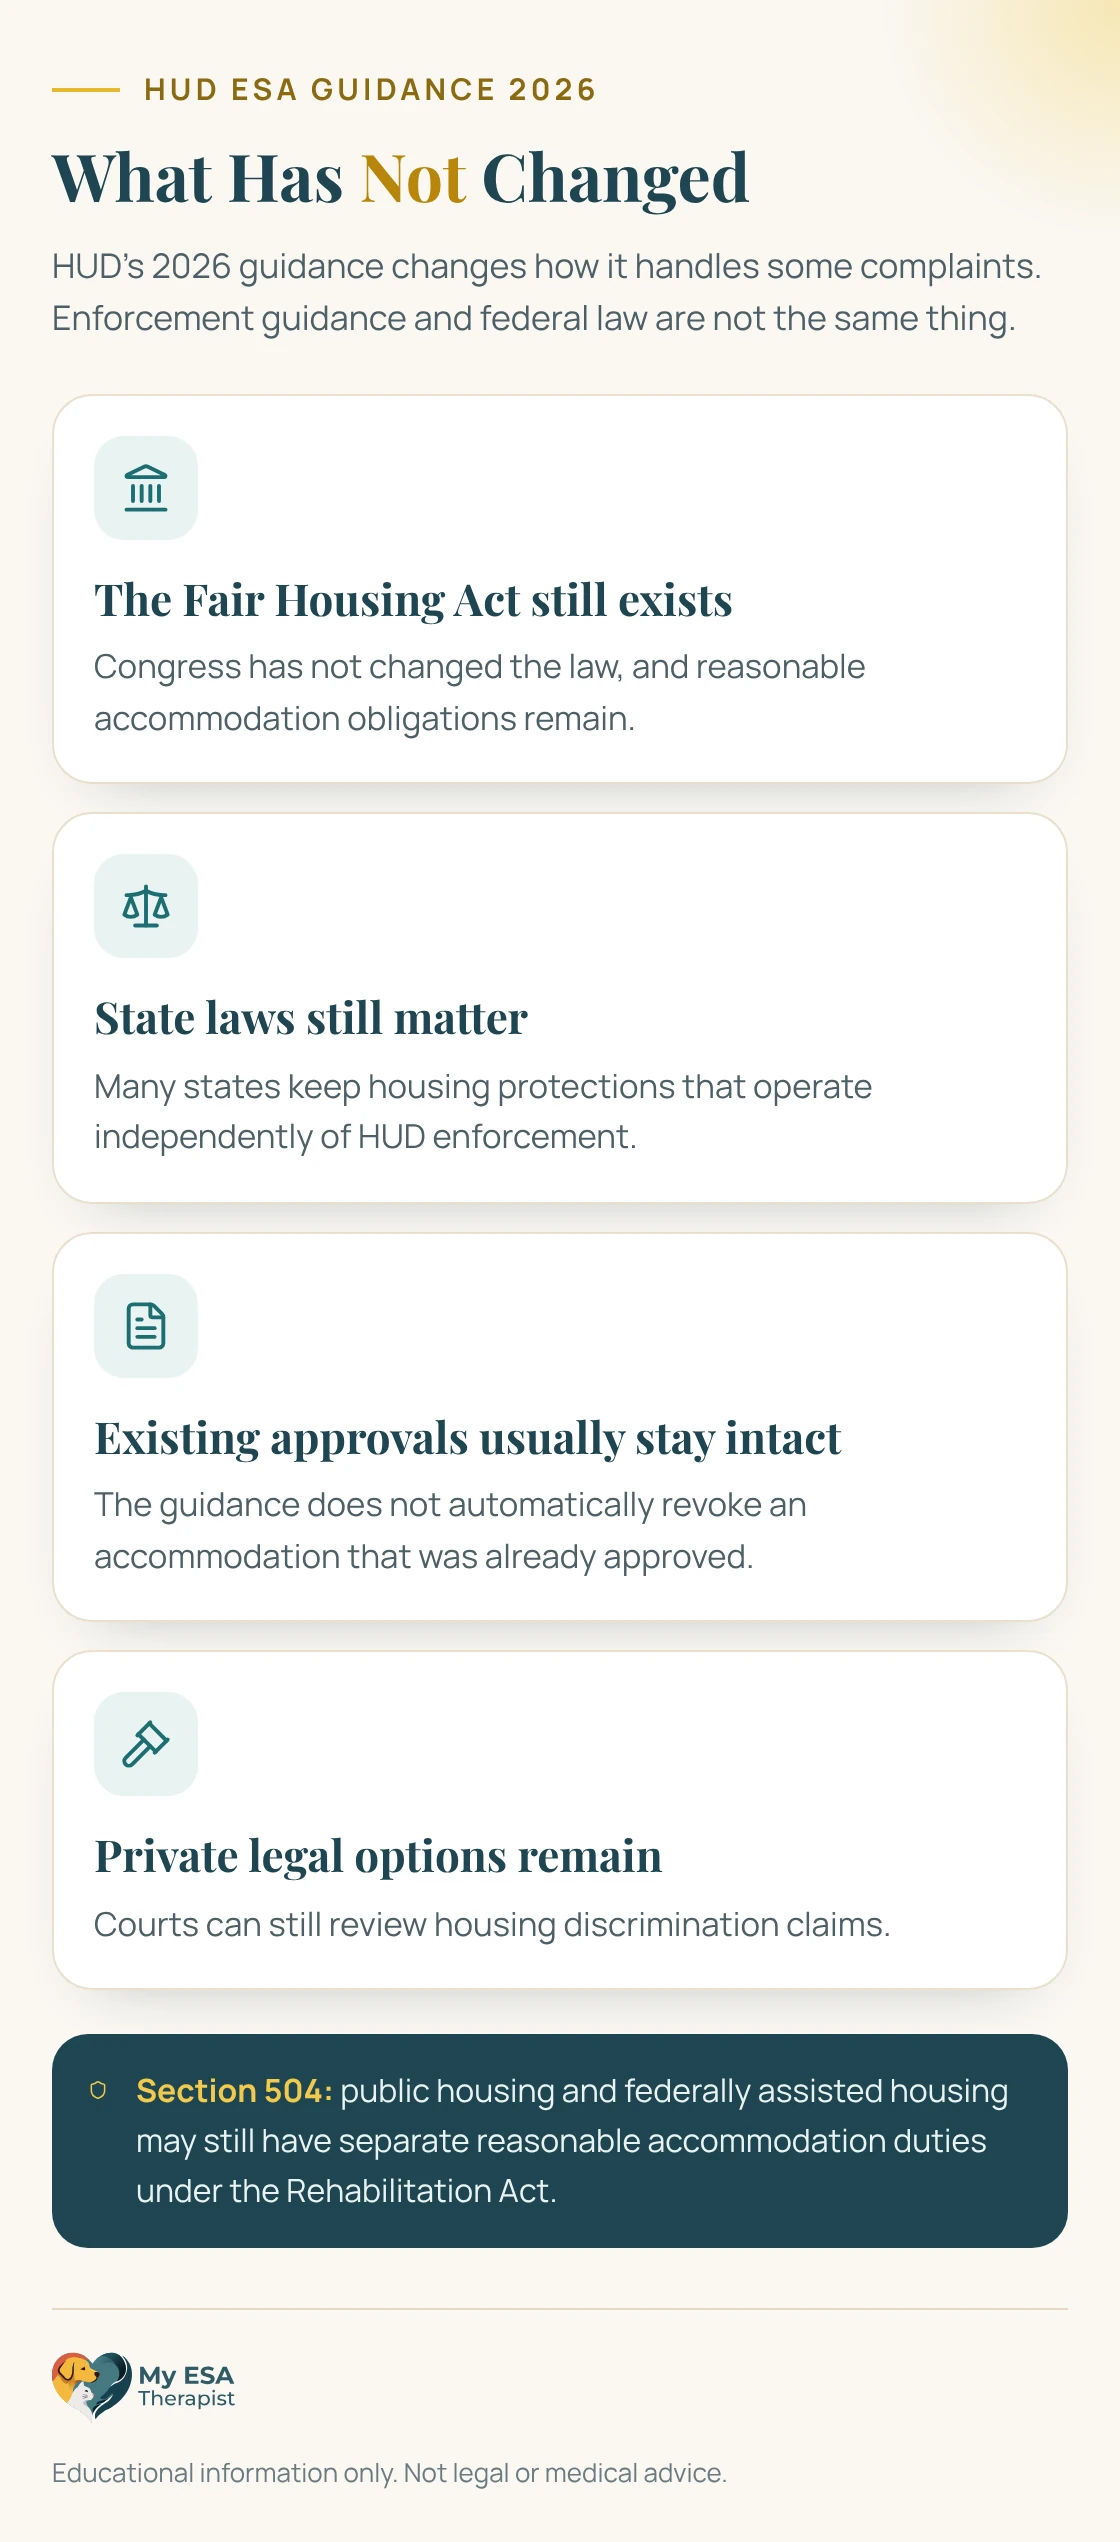 HUD ESA GUIDANCE 2026
What Has Not Changed
HUD’s 2026 guidance changes how it handles some complaints.
Enforcement guidance and federal law are not the same thing.
The Fair Housing Act still exists
Congress has not changed the law, and reasonable
accommodation obligations remain.
State laws still matter
Many states keep housing protections that operate
independently of HUD enforcement.
Existing approvals usually stay intact
The guidance does not automatically revoke an
accommodation that was already approved.
Private legal options remain
Courts can still review housing discrimination claims.
Section 504: public housing and federally assisted housing
may still have separate reasonable accommodation duties
under the Rehabilitation Act.
My ESA
Therapist
Educational information only. Not legal or medical advice.